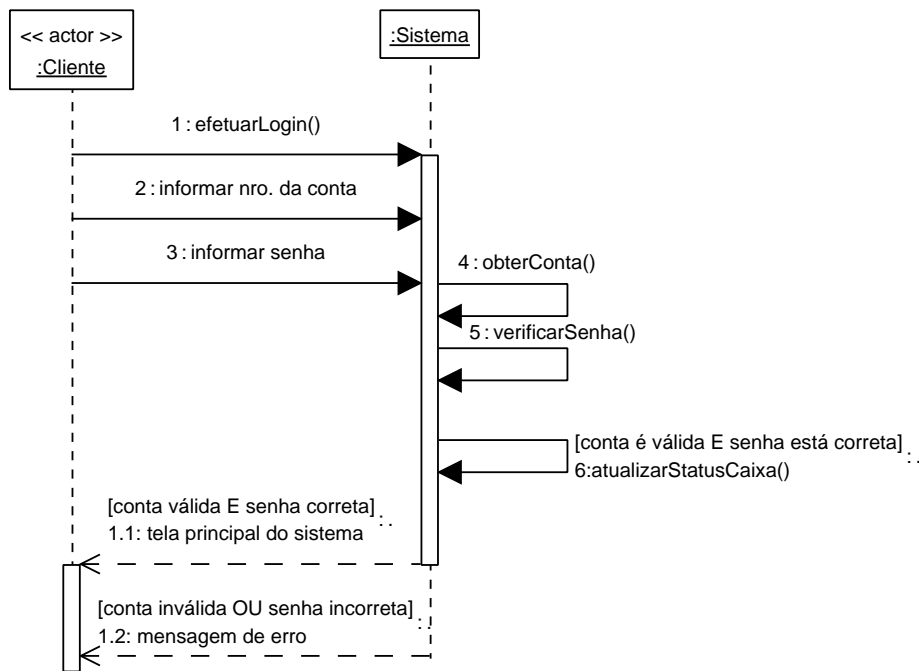 << actor >>
:Cliente
:Sistema
1 : efetuarLogin()
2 : informar nro. da conta
3 : informar senha
4 : obterConta()
5 : verificarSenha()
[conta é válida E senha está correta]
6:atualizarStatusCaixa()
: .
[conta válida E senha correta]
1.1: tela principal do sistema
: .
[conta inválida OU senha incorreta]
1.2: mensagem de erro
: .